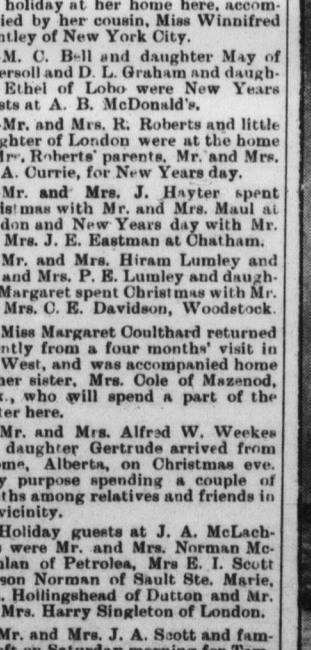 holiday at her home here, accom-
ied by her cousin, Miss Winnifred
ntley of New York City.
M. C. Bell and daughter May of
ersoll and D. L. Graham and daugh-
Ethel of Lobo were New Years
sts at A. B. McDonald's.
Mr. and Mrs. R. Roberts and little
ghter of London were at the home
Mrs. Roberts' parents, Mr. and Mrs.
A. Currie, for New Years day.
Mr. and Mrs. J. Hayter spent
istmas with Mr. and Mrs. Maul at
don and New Years day with Mr.
Mrs. J. E. Eastman at Chatham.
Mr. and Mrs. Hiram Lumley and
and Mrs. P. E. Lumley and daugh-
Margaret spent Christmas with Mr.
Mrs. C. E. Davidson, Woodstock.
Miss Margaret Coulthard returned
ntly from a four months' visit in
West, and was accompanied home
her sister, Mrs. Cole of Mazenod,
, who will spend a part of the
ter here.
Mr. and Mrs. Alfred W. Weekes
daughter Gertrude arrived from
ome, Alberta, on Christmas eve.
y purpose spending a couple of
ths among relatives and friends in
vicinity.
Holiday guests at J. A. McLach-
were Mr. and Mrs. Norman Mc-
hlan of Petrolea, Mrs E. I. Scott
son Norman of Sault Ste. Marie,
. Hollingshead of Dutton and Mr.
Mrs. Harry Singleton of London.
Mr. and Mrs. J. A. Scott and fam-
on Saturday morning for